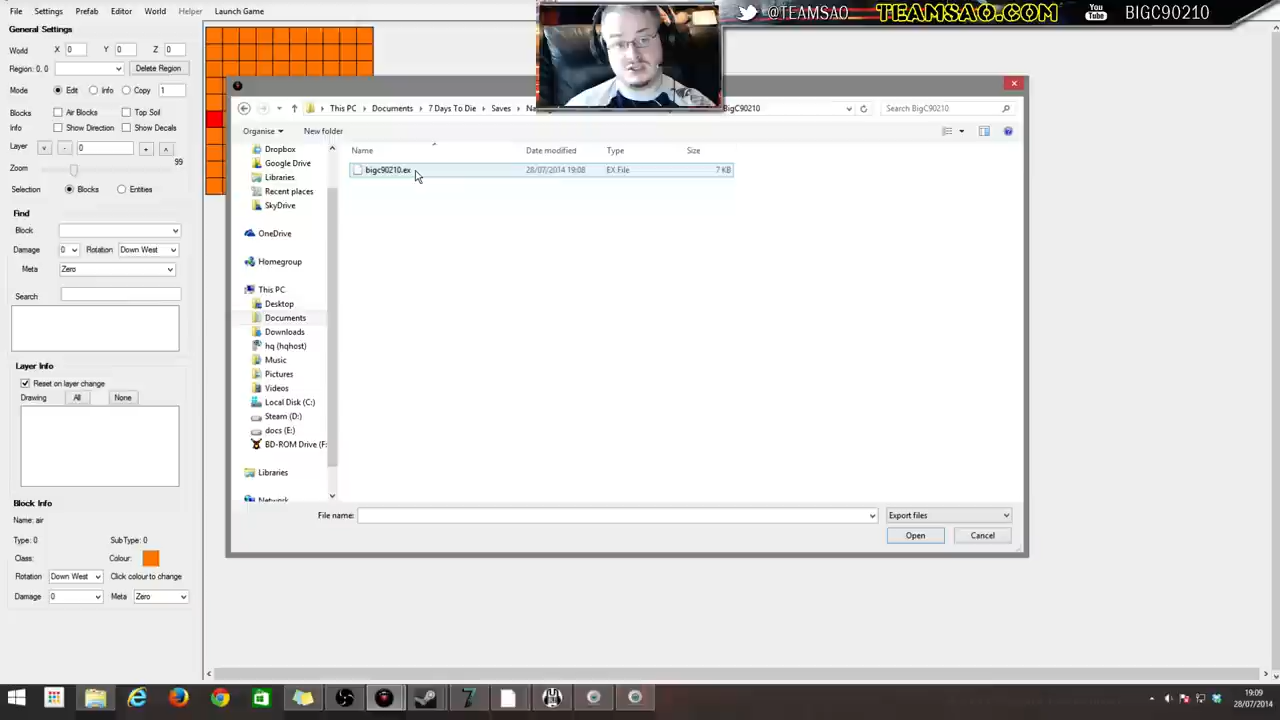 File Settings Prefab Editor World Helper Launch Game
@TEAMSAO TEAMSAO.COM You Tube BIGC90210
General Settings
World X 0 Y 0 Z 0
Region: 0. 0 Delete Region
Mode Edit Info Copy 1
Blocks Air Blocks Top Soil
Info Show Direction Show Decals
Layer v - 0 + ^
Zoom 99
Selection Blocks Entities
Find
Block
Damage 0 Rotation Down West
Meta Zero
Search
Layer Info
Reset on layer change
Drawing All None
Block Info
Name: air
Type: 0 SubType: 0
Class: Colour:
Rotation Down West Click colour to change
Damage 0 Meta Zero
This PC Documents 7 Days To Die Saves BigC90210 Search BigC90210
Organise New folder
Name Date modified Type Size
bigc90210.ex 28/07/2014 19:08 EX File 7 KB
Dropbox
Google Drive
Libraries
Recent places
SkyDrive
OneDrive
Homegroup
This PC
Desktop
Documents
Downloads
hq (hqhost)
Music
Pictures
Videos
Local Disk (C:)
Steam (D:)
docs (E:)
BD-ROM Drive (F:
Libraries
Network
File name: Export files
Open Cancel
19:09
28/07/2014